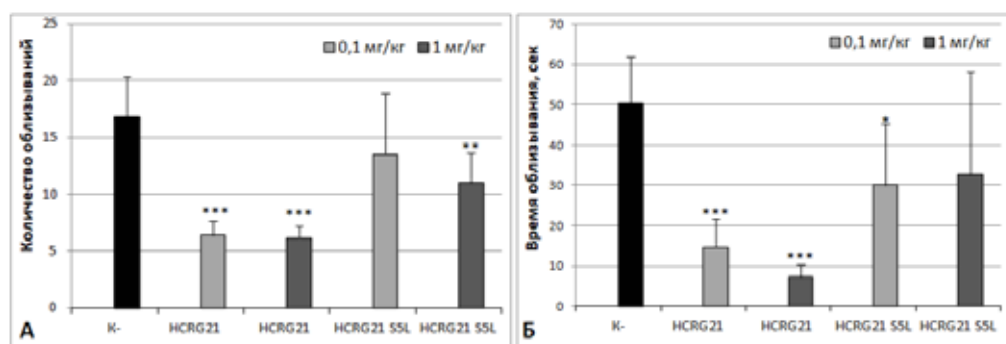 Количество облизываний
25
20
15
10
5
0
0,1 мг/кг 1 мг/кг
***
***
**
К- HCRG21 HCRG21 HCRG21 S5L HCRG21 S5L
А
Время облизывания, сек
70
60
50
40
30
20
10
0
0,1 мг/кг 1 мг/кг
***
***
*
К- HCRG21 HCRG21 HCRG21 S5L HCRG21 S5L
Б